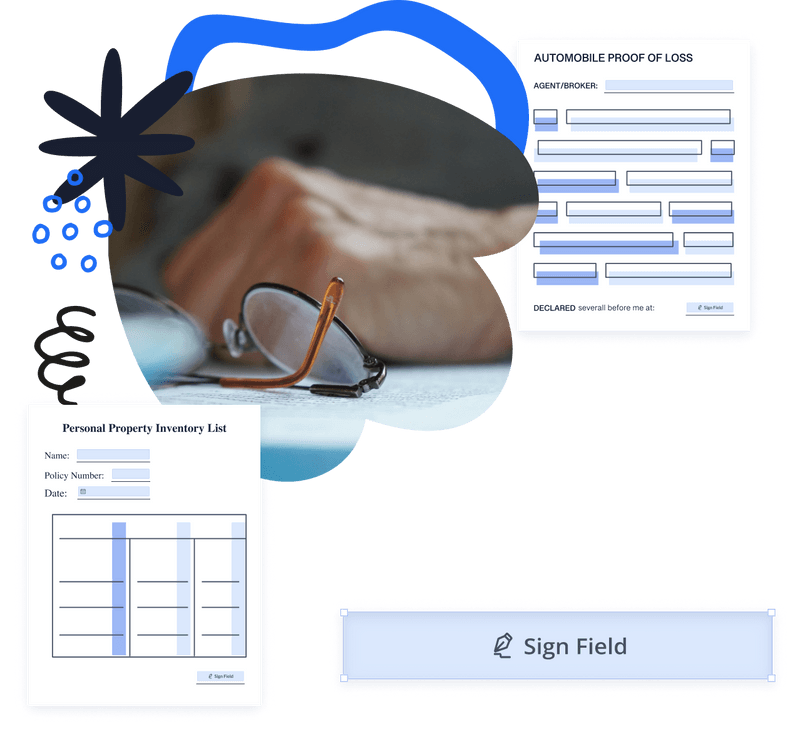 AUTOMOBILE PROOF OF LOSS
AGENT/BROKER:
DECLARED severall before me at:
Sign Field
Personal Property Inventory List
Name:
Policy Number:
Date:
Sign Field
Sign Field